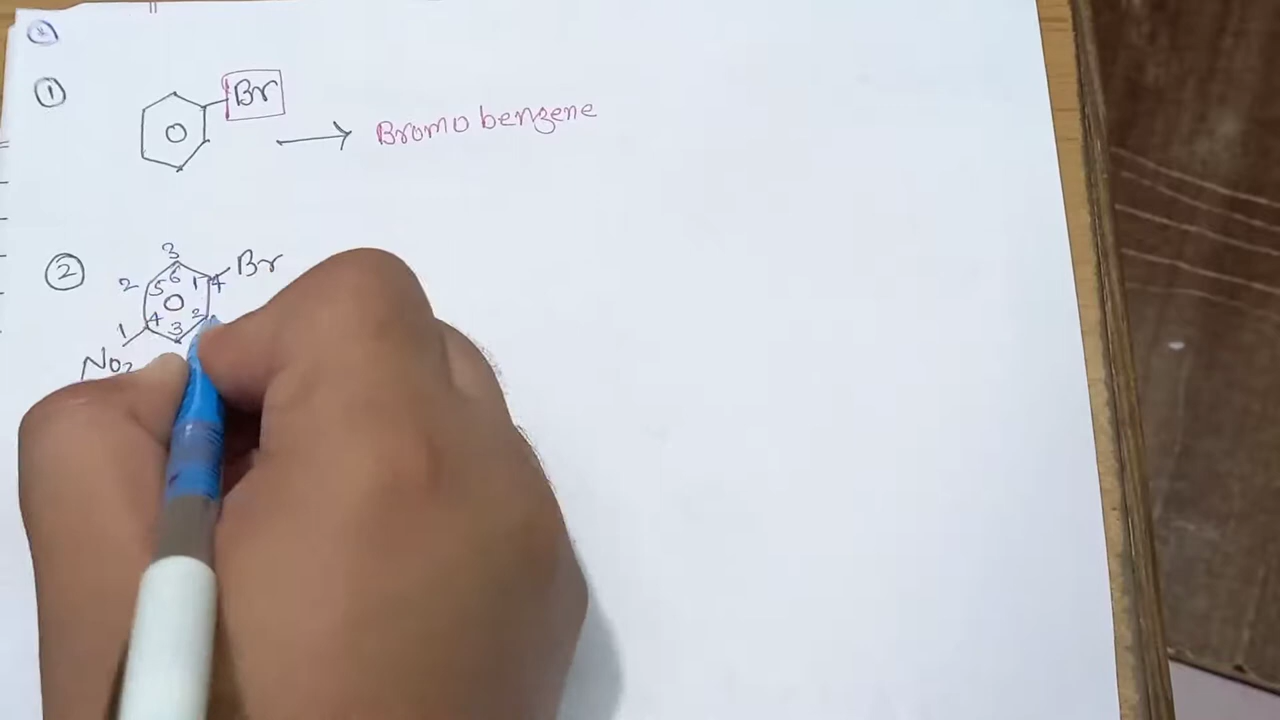 ①
Br
Bromo benzene
②
3
Br
2 5 6 1 4
1 4 3 2
NO2